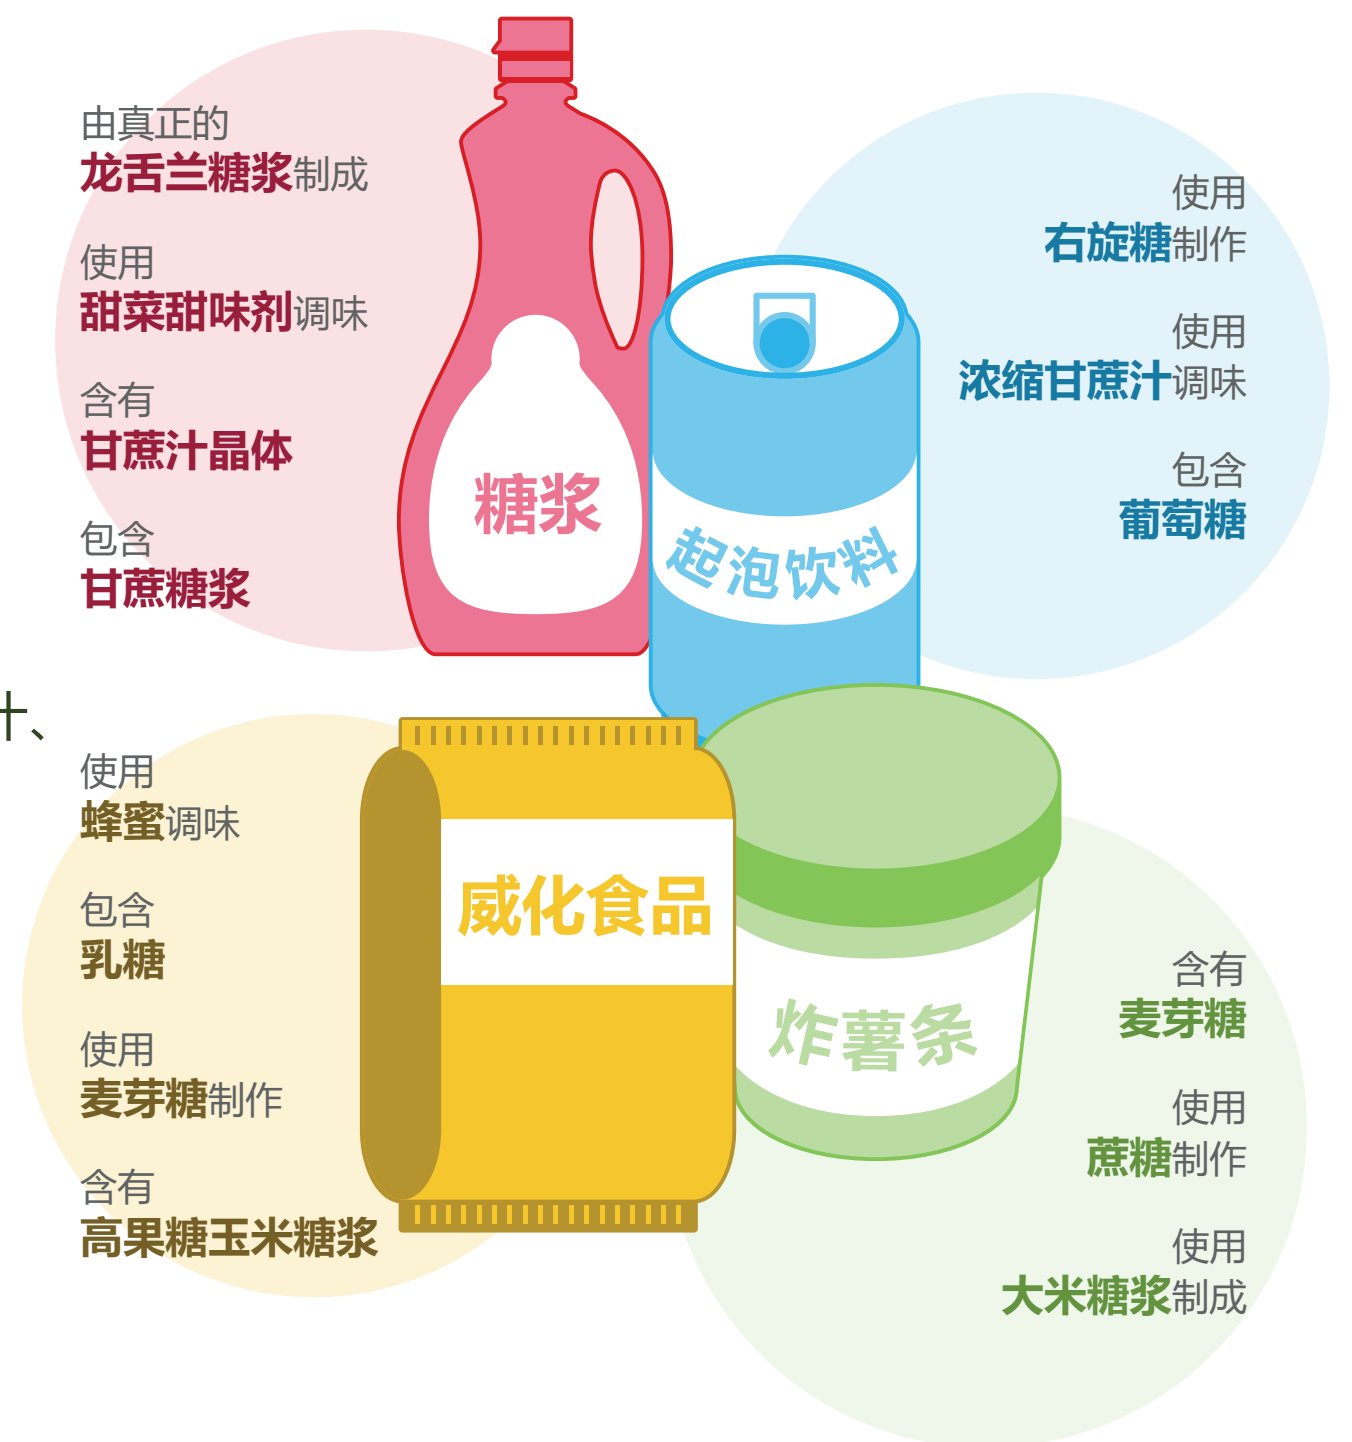 由真正的
龙舌兰糖浆制成
使用
甜菜甜味剂调味
含有
甘蔗汁晶体
包含
甘蔗糖浆
糖浆
使用
右旋糖制作
使用
浓缩甘蔗汁调味
包含
葡萄糖
起泡饮料
汁、
使用
蜂蜜调味
包含
乳糖
使用
麦芽糖制作
含有
高果糖玉米糖浆
威化食品
炸薯条
含有
麦芽糖
使用
蔗糖制作
使用
大米糖浆制成